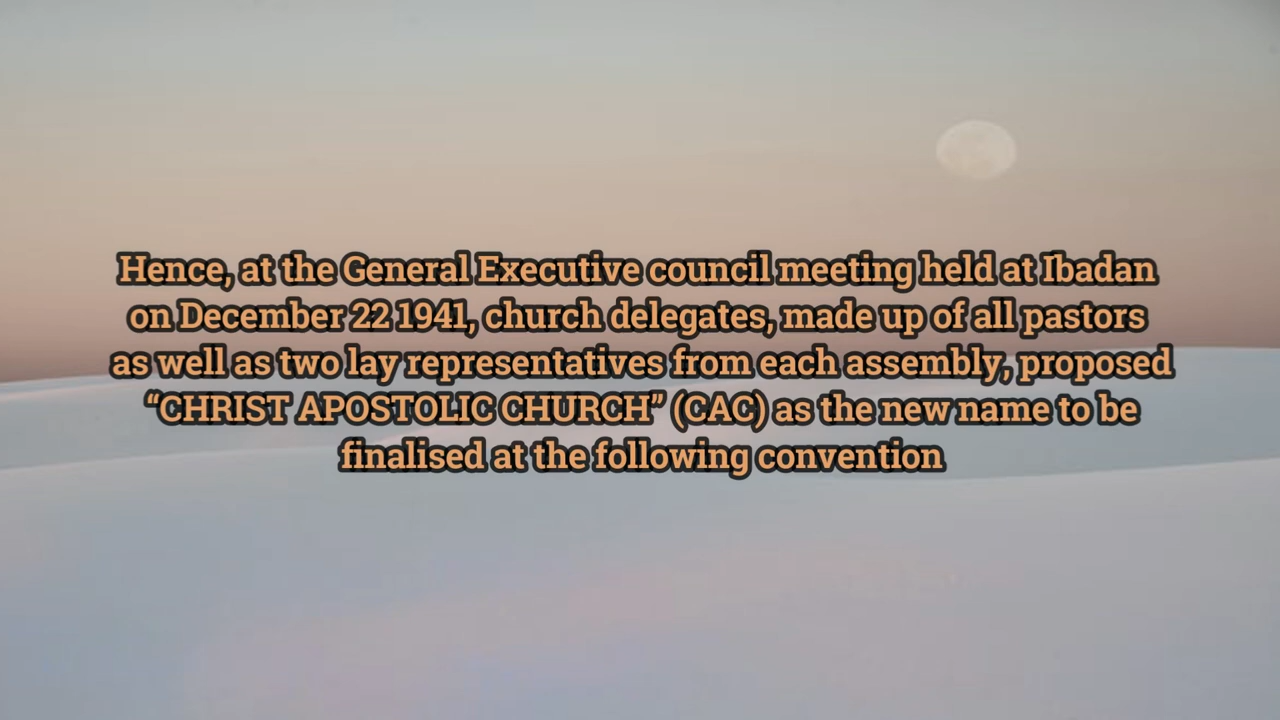 Hence, at the General Executive council meeting held at Ibadan
on December 22 1941, church delegates, made up of all pastors
as well as two lay representatives from each assembly, proposed
“CHRIST APOSTOLIC CHURCH” (CAC) as the new name to be
finalised at the following convention